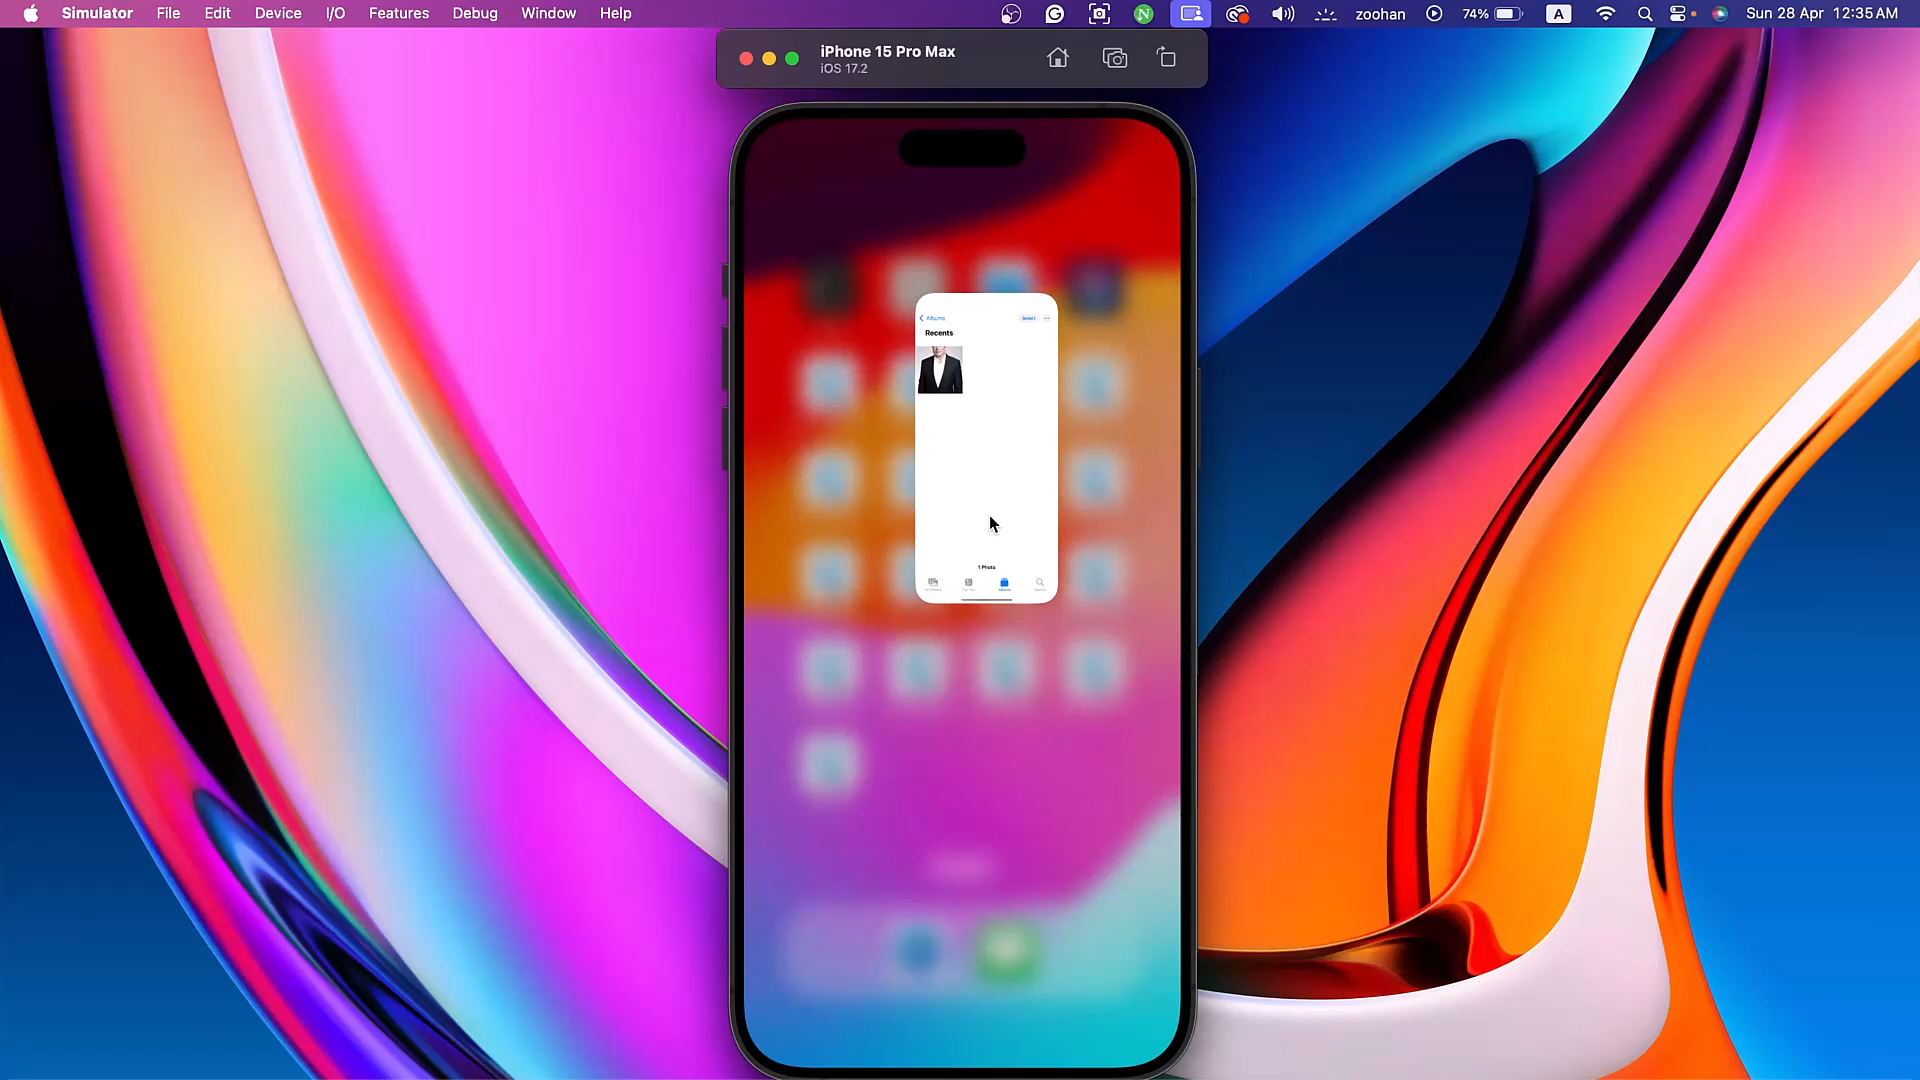 Simulator File Edit Device I/O Features Debug Window Help zoohan 74% A Sun 28 Apr 12:35 AM
iPhone 15 Pro Max
iOS 17.2
Albums Select
Recents
1 Photo
Albums